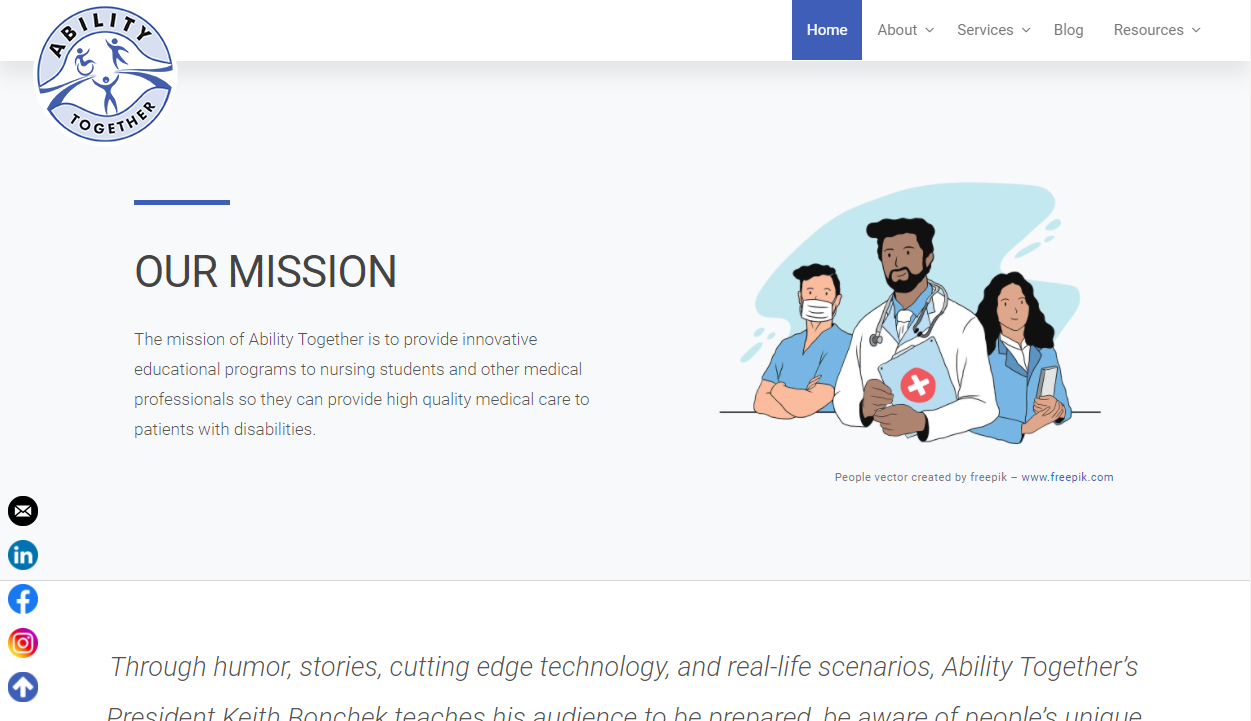 ABILITY
TOGETHER
Home
About
Services
Blog
Resources
OUR MISSION
The mission of Ability Together is to provide innovative
educational programs to nursing students and other medical
professionals so they can provide high quality medical care to
patients with disabilities.
People vector created by freepik – www.freepik.com
in
Through humor, stories, cutting edge technology, and real-life scenarios, Ability Together’s
President Keith Bonchek teaches his audience to be prepared, be aware of people’s unique